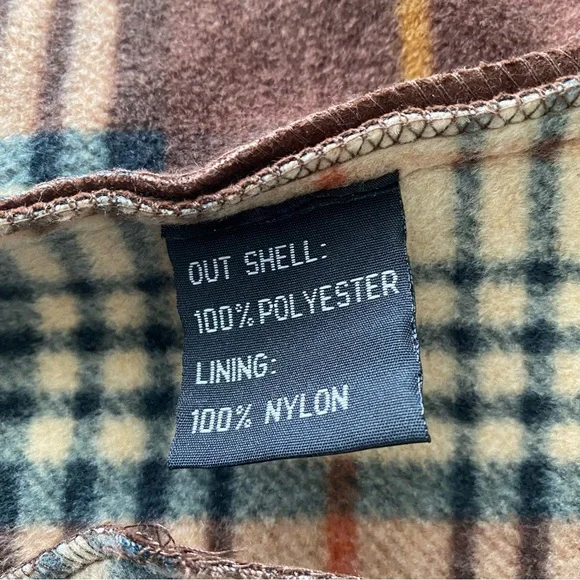 OUT SHELL:
100% POLYESTER
LINING:
100% NYLON